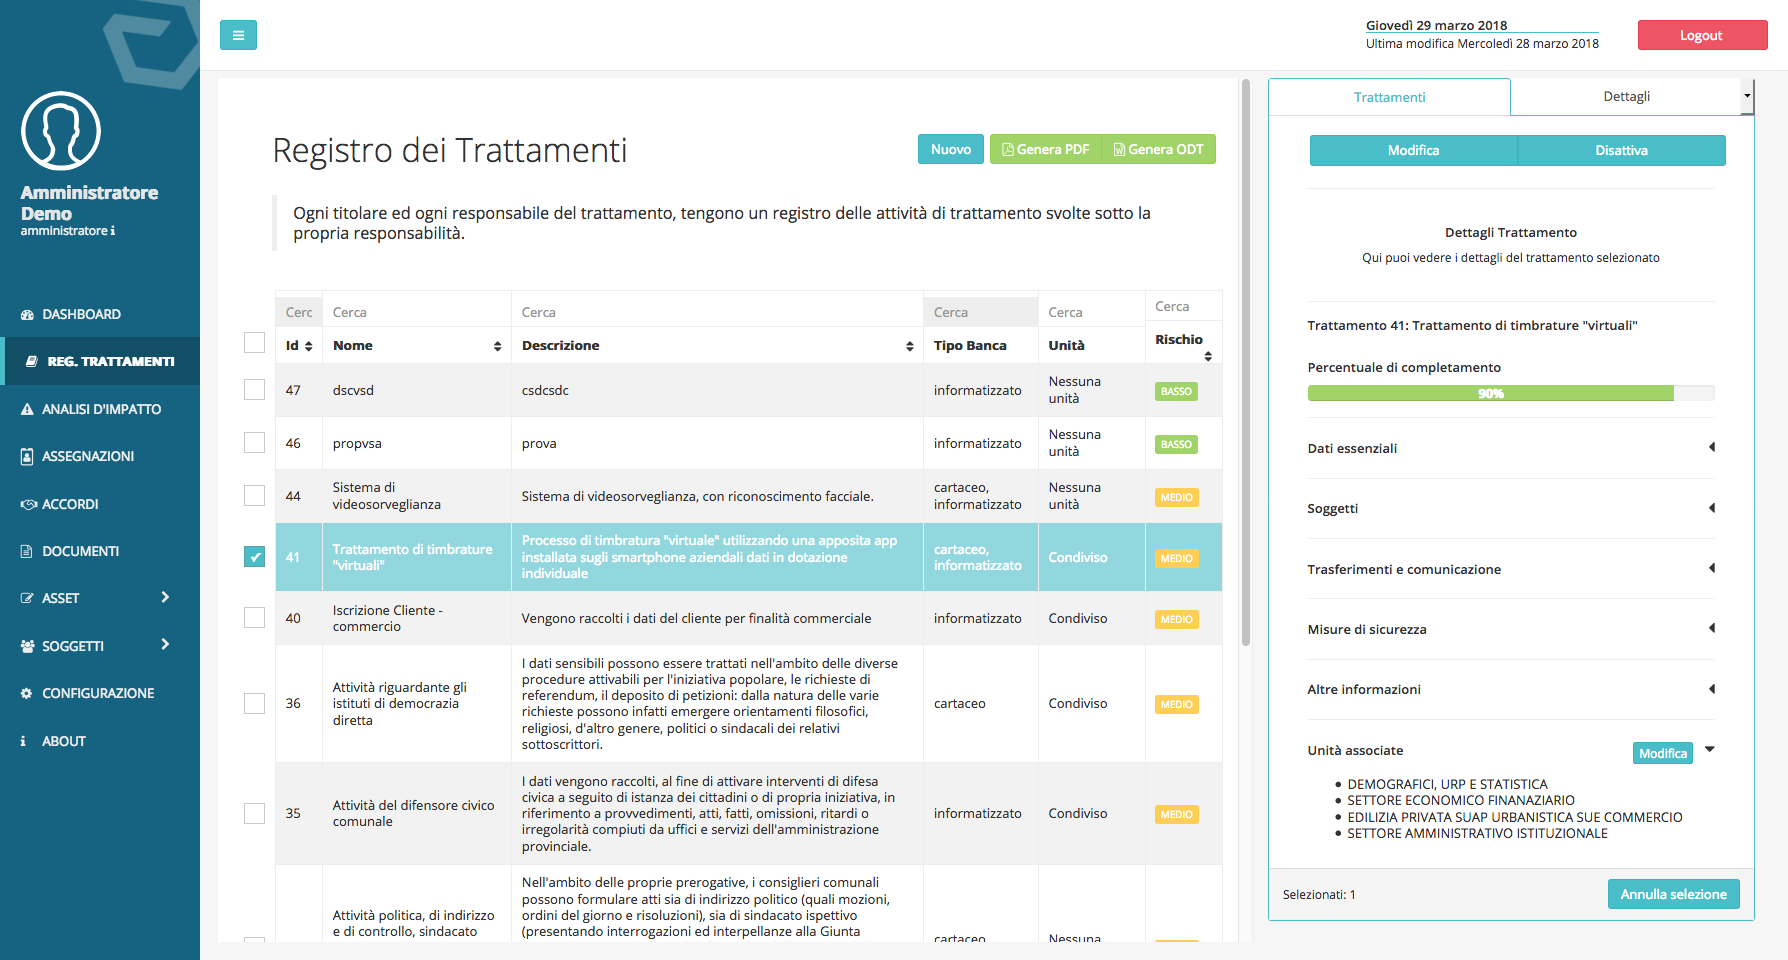 Giovedì 29 marzo 2018
Ultima modifica Mercoledì 28 marzo 2018
Logout
Amministratore
Demo
amministratore i
DASHBOARD
REG. TRATTAMENTI
ANALISI D'IMPATTO
ASSEGNAZIONI
ACCORDI
DOCUMENTI
ASSET
SOGGETTI
CONFIGURAZIONE
ABOUT
Registro dei Trattamenti
Nuovo
Genera PDF
Genera ODT
Ogni titolare ed ogni responsabile del trattamento, tengono un registro delle attività di trattamento svolte sotto la
propria responsabilità.
Cerc Cerca Cerca Cerca Cerca Cerca
Id Nome Descrizione Tipo Banca Unità Rischio
47 dscvsd csdcsdc informatizzato Nessuna
unità
BASSO
46 propvsa prova informatizzato Nessuna
unità
BASSO
44 Sistema di
videosorveglianza
Sistema di videosorveglianza, con riconoscimento facciale.
cartaceo,
informatizzato
Nessuna
unità
MEDIO
41 Trattamento di timbrature
"virtuali"
Processo di timbratura "virtuale" utilizzando una apposita app
installata sugli smartphone aziendali dati in dotazione
individuale
cartaceo,
informatizzato
Condiviso
MEDIO
40 Iscrizione Cliente -
commercio
Vengono raccolti i dati del cliente per finalità commerciale
informatizzato
Condiviso
MEDIO
36 Attività riguardante gli
istituti di democrazia
diretta
I dati sensibili possono essere trattati nell'ambito delle diverse
procedure attivabili per l'iniziativa popolare, le richieste di
referendum, il deposito di petizioni: dalla natura delle varie
richieste possono infatti emergere orientamenti filosofici,
religiosi, d'altro genere, politici o sindacali dei relativi
sottoscrittori.
cartaceo
Condiviso
MEDIO
35 Attività del difensore civico
comunale
I dati vengono raccolti, al fine di attivare interventi di difesa
civica a seguito di istanza dei cittadini o di propria iniziativa, in
riferimento a provvedimenti, atti, fatti, omissioni, ritardi o
irregolarità compiuti da uffici e servizi dell'amministrazione
provinciale.
informatizzato
Condiviso
MEDIO
Attività politica, di indirizzo
e di controllo, sindacato
Nell'ambito delle proprie prerogative, i consiglieri comunali
possono formulare atti sia di indirizzo politico (quali mozioni,
ordini del giorno e risoluzioni), sia di sindacato ispettivo
(presentando interrogazioni ed interpellanze alla Giunta
cartaceo
Nessuna
Trattamenti
Dettagli
Modifica
Disattiva
Dettagli Trattamento
Qui puoi vedere i dettagli del trattamento selezionato
Trattamento 41: Trattamento di timbrature "virtuali"
Percentuale di completamento
90%
Dati essenziali
Soggetti
Trasferimenti e comunicazione
Misure di sicurezza
Altre informazioni
Unità associate
Modifica
• DEMOGRAFICI, URP E STATISTICA
• SETTORE ECONOMICO FINANAZIARIO
• EDILIZIA PRIVATA SUAP URBANISTICA SUE COMMERCIO
• SETTORE AMMINISTRATIVO ISTITUZIONALE
Selezionati: 1
Annulla selezione